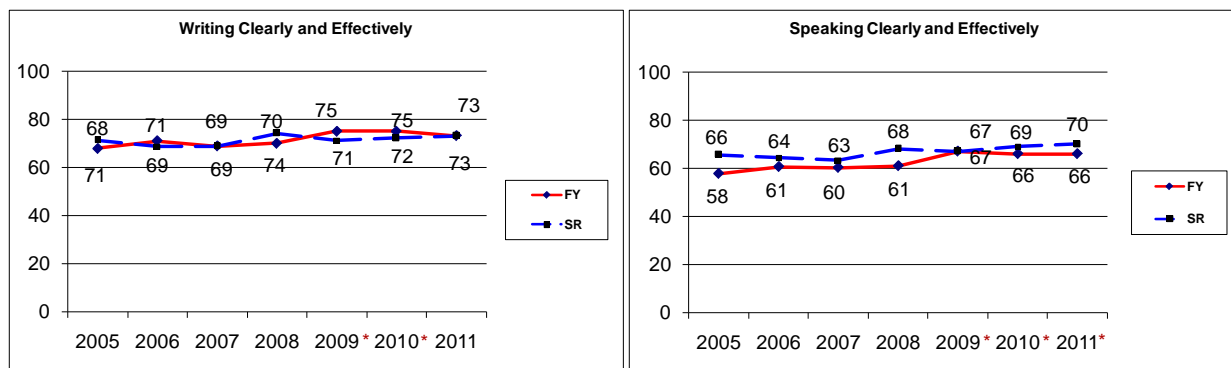 Writing Clearly and Effectively
100
80
60
40
20
0
68 71 69 70 75 75 73
71 69 69 74 71 72 73
2005 2006 2007 2008 2009 * 2010 * 2011
FY
SR
Speaking Clearly and Effectively
100
80
60
40
20
0
66 64 63 68 67 69 70
58 61 60 61 67 66 66
2005 2006 2007 2008 2009 * 2010 * 2011 *
FY
SR